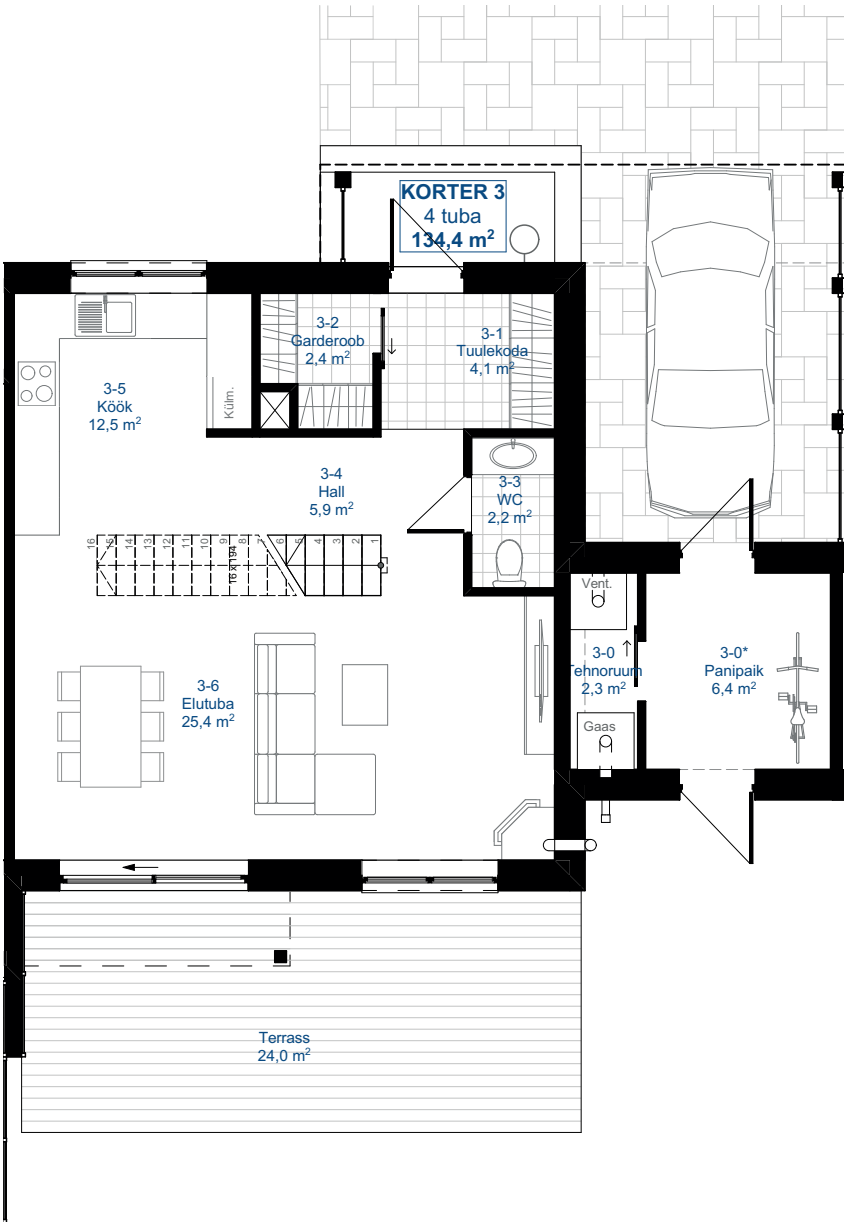 KORTER 3
4 tuba
134,4 m²
3-2
Garderoob
2,4 m²
3-1
Tuulekoda
4,1 m²
3-5
Köök
12,5 m²
Külm.
3-4
Hall
5,9 m²
3-3
WC
2,2 m²
16 15 14 13 12 11 10 9 8 7 6 5 4 3 2 1
16 x 194
Vent.
3-0
Tehnoruum
2,3 m²
3-0*
Panipaik
6,4 m²
3-6
Elutuba
25,4 m²
Gaas
Terrass
24,0 m²